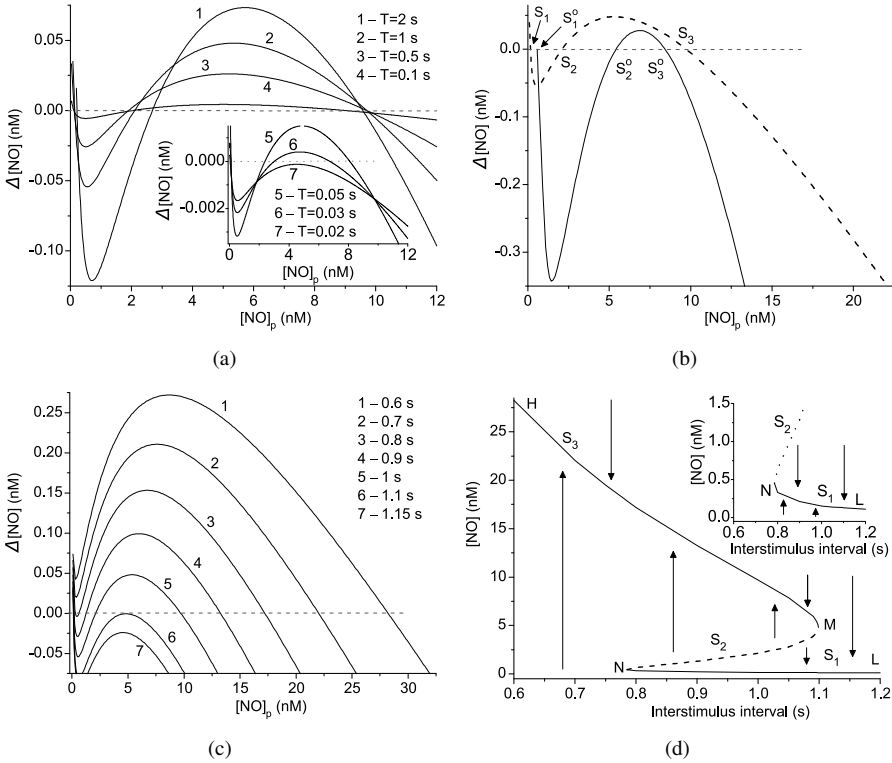 0.05
0.00
-0.05
-0.10
Δ[NO] (nM)
0
2
4
6
8
10
12
[NO]p (nM)
1
2
3
4
1 – T=2 s
2 – T=1 s
3 – T=0.5 s
4 – T=0.1 s
0.000
-0.002
Δ[NO] (nM)
0
4
8
12
[NO]p (nM)
5
6
7
5 – T=0.05 s
6 – T=0.03 s
7 – T=0.02 s
(a)
0.0
-0.1
-0.2
-0.3
Δ[NO] (nM)
0
5
10
15
20
[NO]p (nM)
S1
S1o
S2
S3
S2o
S3o
(b)
0.25
0.20
0.15
0.10
0.05
0.00
-0.05
Δ[NO] (nM)
0
5
10
15
20
25
30
[NO]p (nM)
1
2
3
4
5
6
7
1 – 0.6 s
2 – 0.7 s
3 – 0.8 s
4 – 0.9 s
5 – 1 s
6 – 1.1 s
7 – 1.15 s
(c)
25
20
15
10
5
0
[NO] (nM)
0.6
0.7
0.8
0.9
1.0
1.1
1.2
Interstimulus interval (s)
H
S3
M
N
S2
S1
L
1.5
1.0
0.5
0.0
[NO] (nM)
0.8
1.0
1.2
Interstimulus interval (s)
S2
N
S1
L
(d)